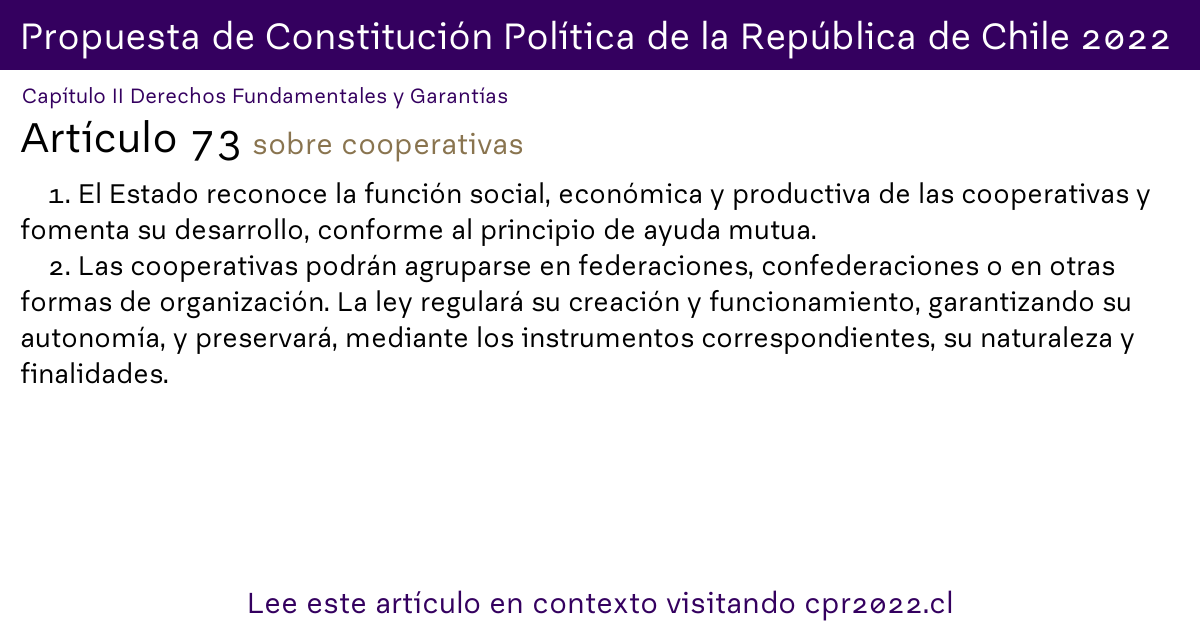 Propuesta de Constitución Política de la República de Chile 2022
Capítulo II Derechos Fundamentales y Garantías
Artículo 73 sobre cooperativas
1. El Estado reconoce la función social, económica y productiva de las cooperativas y
fomenta su desarrollo, conforme al principio de ayuda mutua.
2. Las cooperativas podrán agruparse en federaciones, confederaciones o en otras
formas de organización. La ley regulará su creación y funcionamiento, garantizando su
autonomía, y preservará, mediante los instrumentos correspondientes, su naturaleza y
finalidades.
Lee este artículo en contexto visitando cpr2022.cl